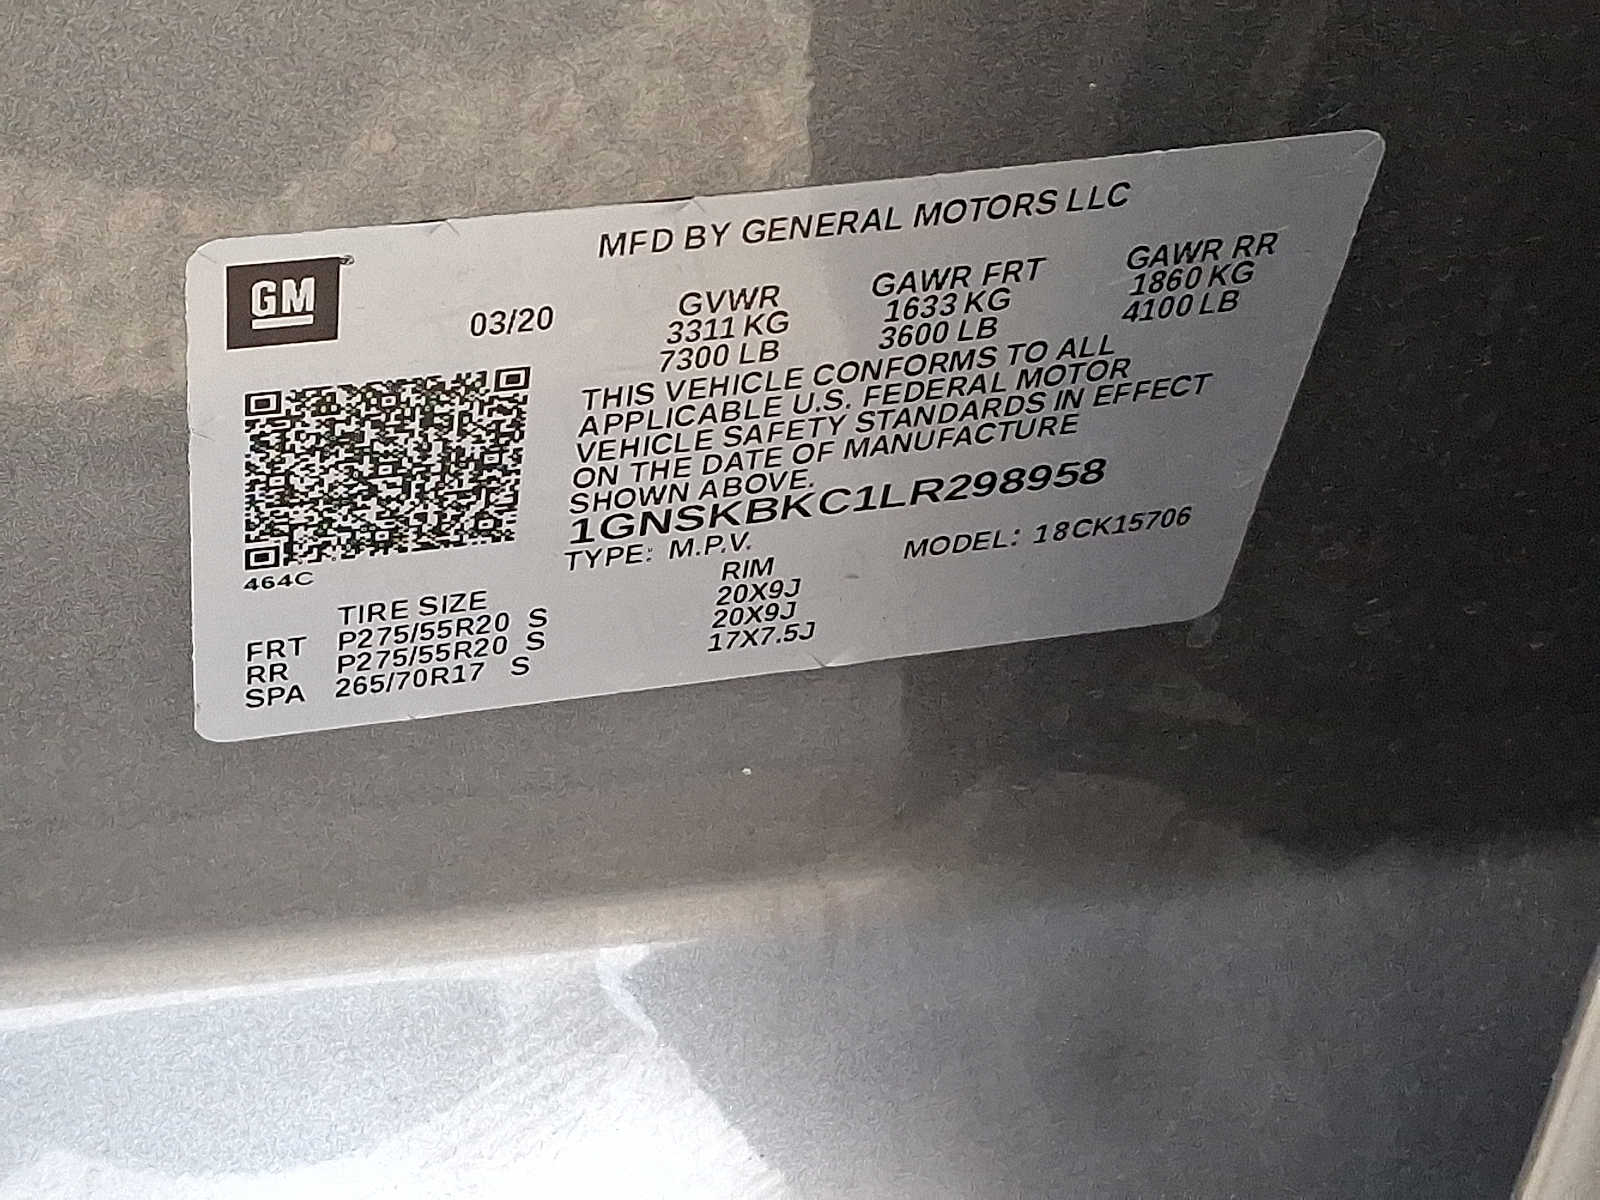 MFD BY GENERAL MOTORS LLC
GM
03/20
GVWR GAWR FRT GAWR RR
3311 KG 1633 KG 1860 KG
7300 LB 3600 LB 4100 LB
THIS VEHICLE CONFORMS TO ALL
APPLICABLE U.S. FEDERAL MOTOR
VEHICLE SAFETY STANDARDS IN EFFECT
ON THE DATE OF MANUFACTURE
SHOWN ABOVE.
1GNSKBKC1LR298958
TYPE: M.P.V. MODEL: 18CK15706
464C
TIRE SIZE RIM
FRT P275/55R20 S 20X9J
RR P275/55R20 S 20X9J
SPA 265/70R17 S 17X7.5J